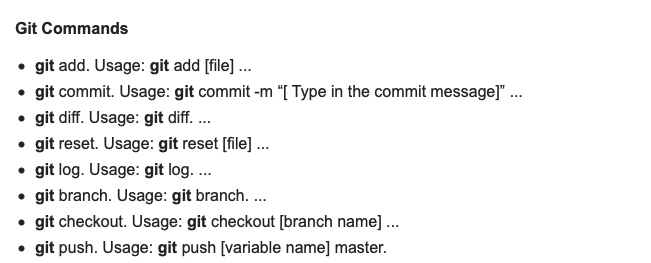 Git Commands
• git add. Usage: git add [file] ...
• git commit. Usage: git commit -m “[ Type in the commit message]” ...
• git diff. Usage: git diff. ...
• git reset. Usage: git reset [file] ...
• git log. Usage: git log. ...
• git branch. Usage: git branch. ...
• git checkout. Usage: git checkout [branch name] ...
• git push. Usage: git push [variable name] master.